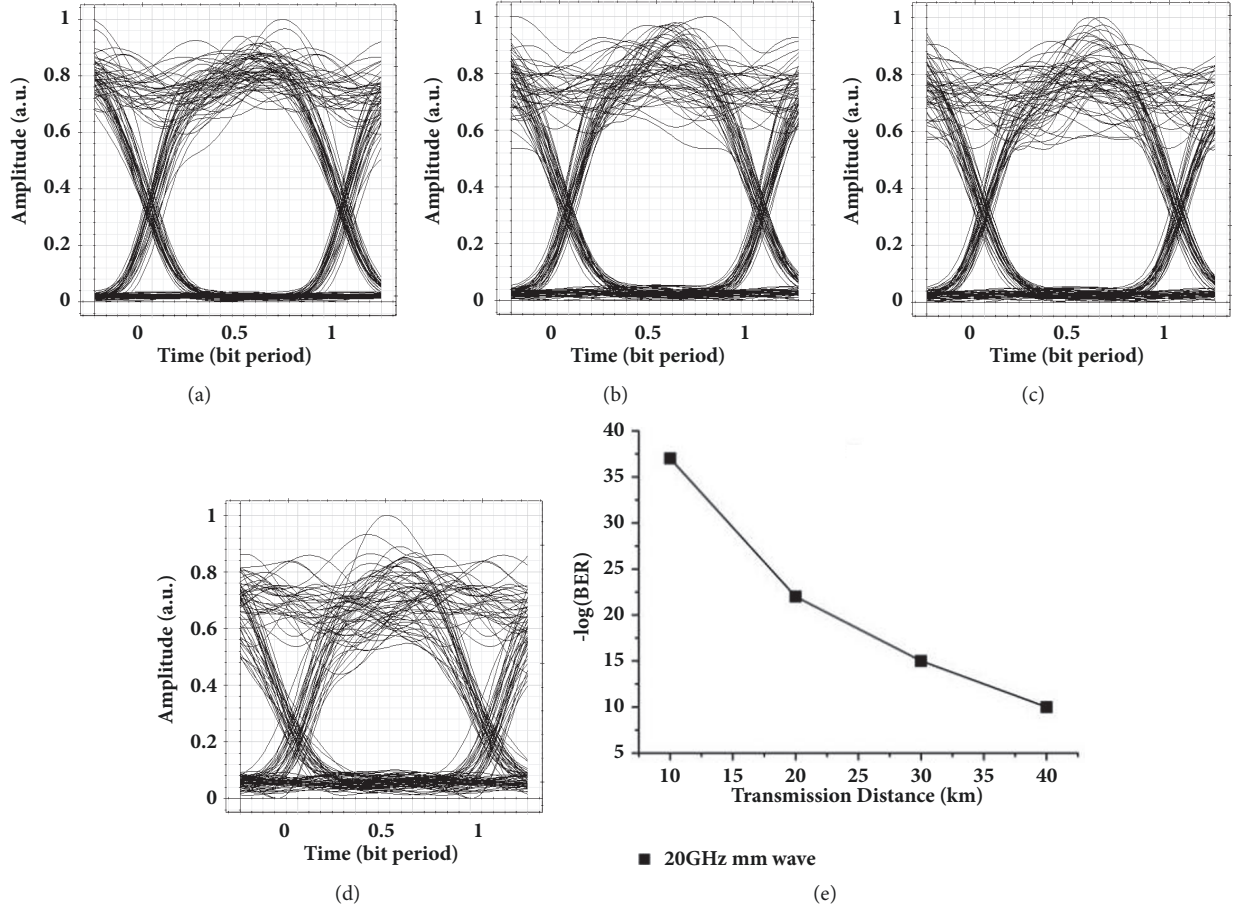 1
0.8
0.6
0.4
0.2
0
Amplitude (a.u.)
0 0.5 1
Time (bit period)
(a)
1
0.8
0.6
0.4
0.2
0
Amplitude (a.u.)
0 0.5 1
Time (bit period)
(b)
1
0.8
0.6
0.4
0.2
0
Amplitude (a.u.)
0 0.5 1
Time (bit period)
(c)
1
0.8
0.6
0.4
0.2
0
Amplitude (a.u.)
0 0.5 1
Time (bit period)
(d)
40
35
30
25
20
15
10
5
-log(BER)
10 15 20 25 30 35 40
Transmission Distance (km)
20GHz mm wave
(e)